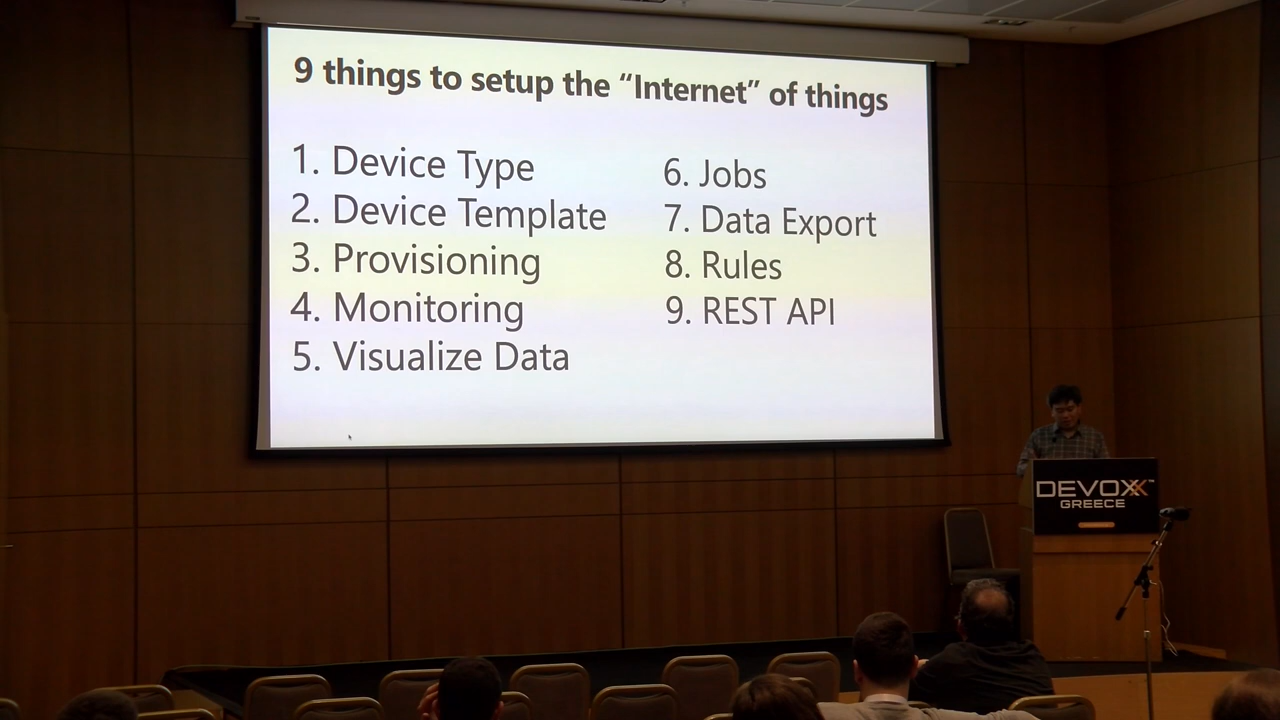 9 things to setup the “Internet” of things
1. Device Type
2. Device Template
3. Provisioning
4. Monitoring
5. Visualize Data
6. Jobs
7. Data Export
8. Rules
9. REST API
DEVOXX™
GREECE